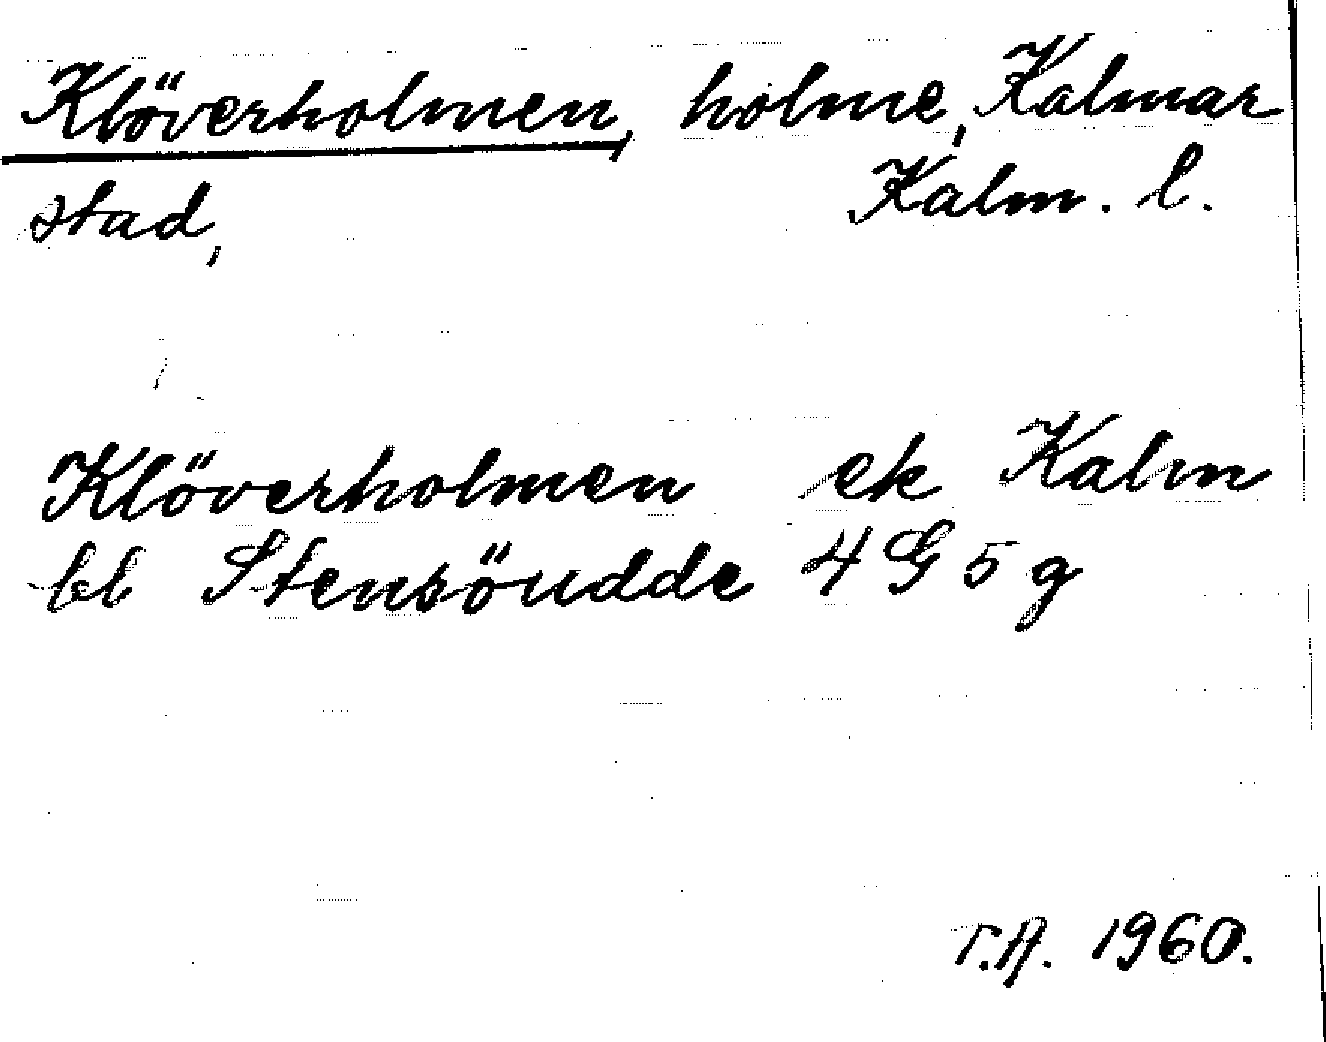 Klöverholmen, holme, Kalmar
stad, Kalm. l.
Klöverholmen ek Kalm
bl Stensöudde 4 G 5 g
T.A. 1960.